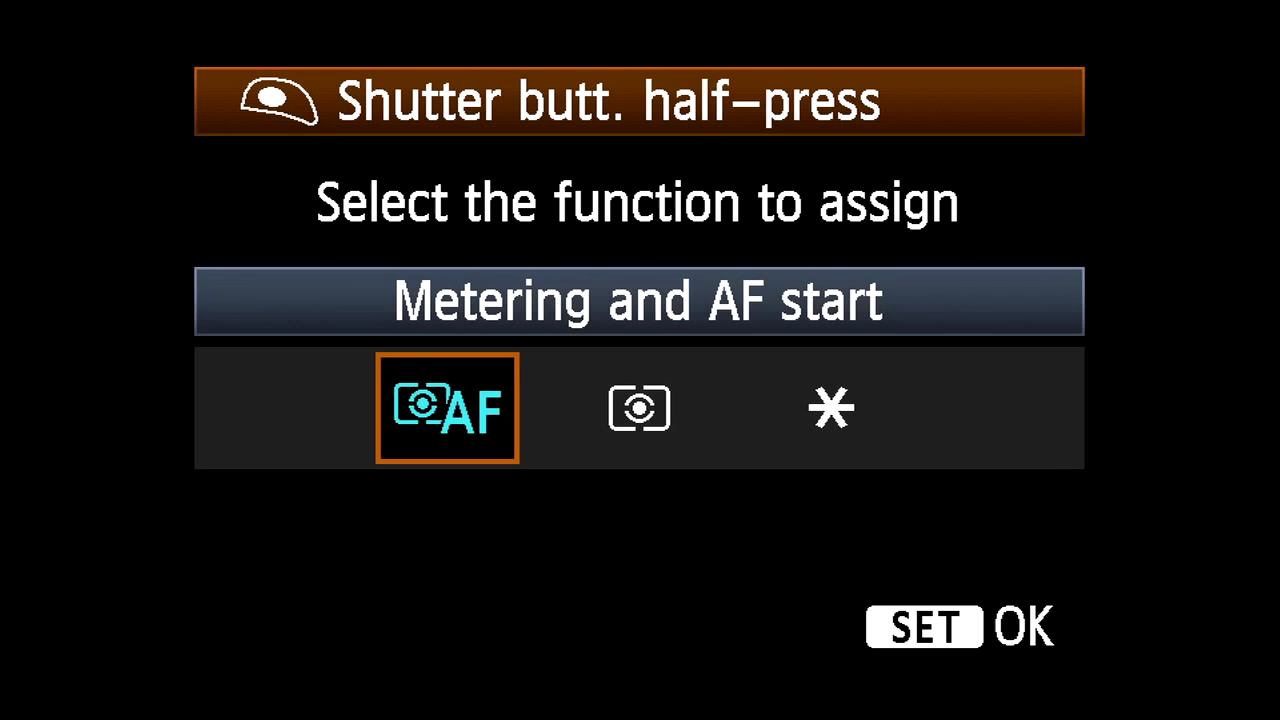 Shutter butt. half-press
Select the function to assign
Metering and AF start
AF
SET OK